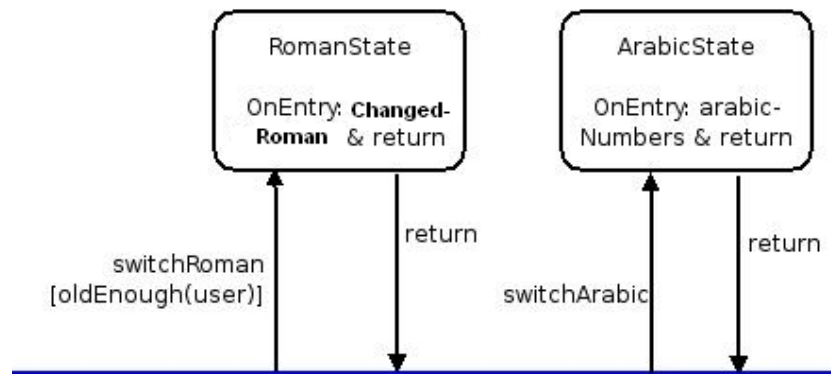 RomanState
OnEntry: Changed-
Roman & return
ArabicState
OnEntry: arabic-
Numbers & return
switchRoman
[oldEnough(user)]
return
switchArabic
return